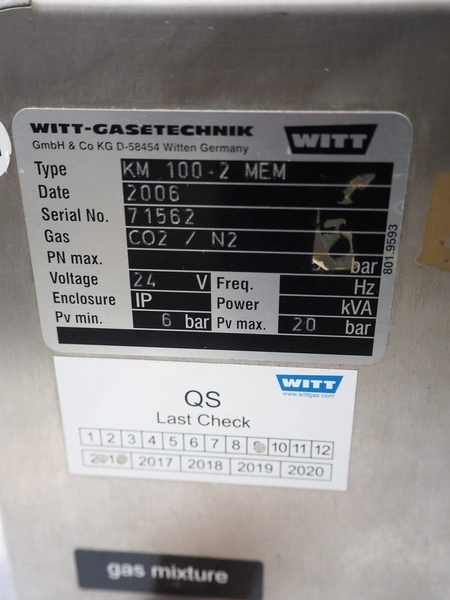 WITT-GASETECHNIK WITT
GmbH & Co KG D-58454 Witten Germany
Type KM 100-2 MEM
Date 2006
Serial No. 71562
Gas CO2 / N2
PN max. bar
Voltage 24 V Freq. Hz
Enclosure IP Power kVA
Pv min. 6 bar Pv max. 20 bar
801.9593
WITT
www.wittgas.com
QS
Last Check
1 2 3 4 5 6 7 8 10 11 12
2017 2018 2019 2020
gas mixture